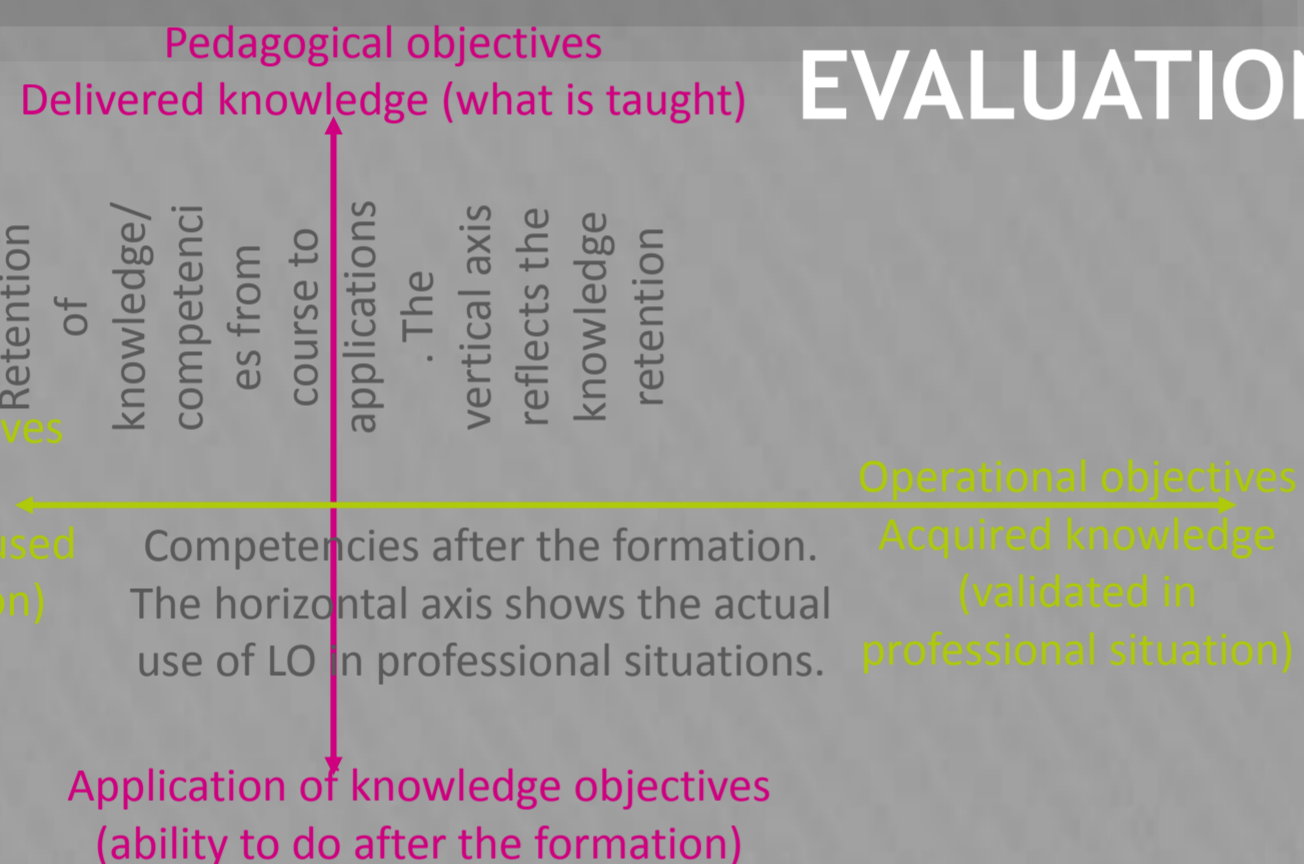 Pedagogical objectives
Delivered knowledge (what is taught)
EVALUATION
Retention
of
knowledge/
competenci
es from
course to
applications
. The
vertical axis
reflects the
knowledge
retention
Operational objectives
Acquired knowledge
(validated in
professional situation)
Competencies after the formation.
The horizontal axis shows the actual
use of LO in professional situations.
Application of knowledge objectives
(ability to do after the formation)